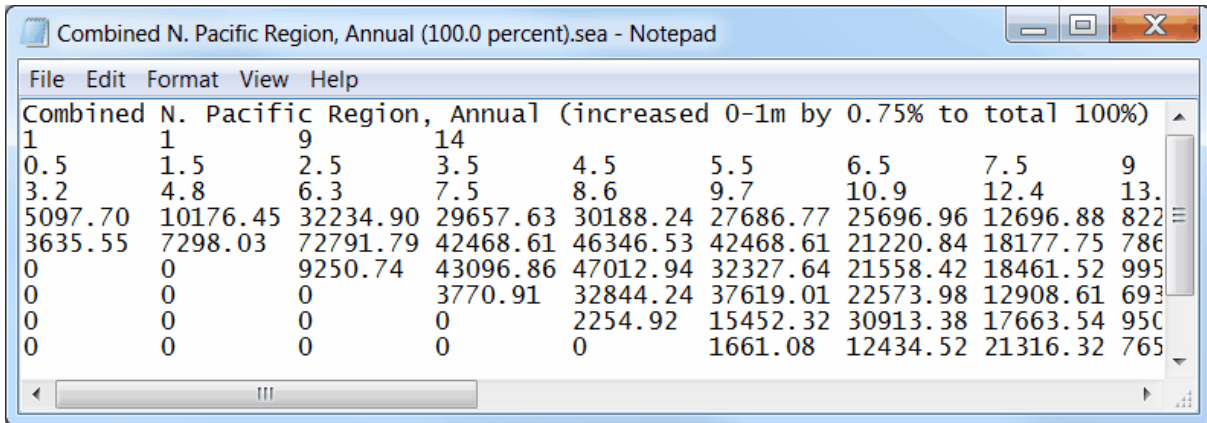 Combined N. Pacific Region, Annual (100.0 percent).sea - Notepad
File Edit Format View Help
Combined N. Pacific Region, Annual (increased 0-1m by 0.75% to total 100%)
1 1 9 14
0.5 1.5 2.5 3.5 4.5 5.5 6.5 7.5 9
3.2 4.8 6.3 7.5 8.6 9.7 10.9 12.4 13.
5097.70 10176.45 32234.90 29657.63 30188.24 27686.77 25696.96 12696.88 822
3635.55 7298.03 72791.79 42468.61 46346.53 42468.61 21220.84 18177.75 786
0 0 9250.74 43096.86 47012.94 32327.64 21558.42 18461.52 995
0 0 0 3770.91 32844.24 37619.01 22573.98 12908.61 693
0 0 0 0 2254.92 15452.32 30913.38 17663.54 950
0 0 0 0 0 1661.08 12434.52 21316.32 765